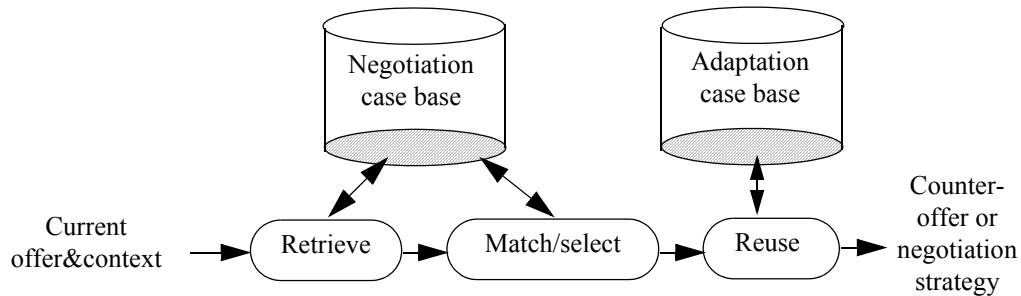 Negotiation
case base
Adaptation
case base
Current
offer&context
Retrieve
Match/select
Reuse
Counter-
offer or
negotiation
strategy